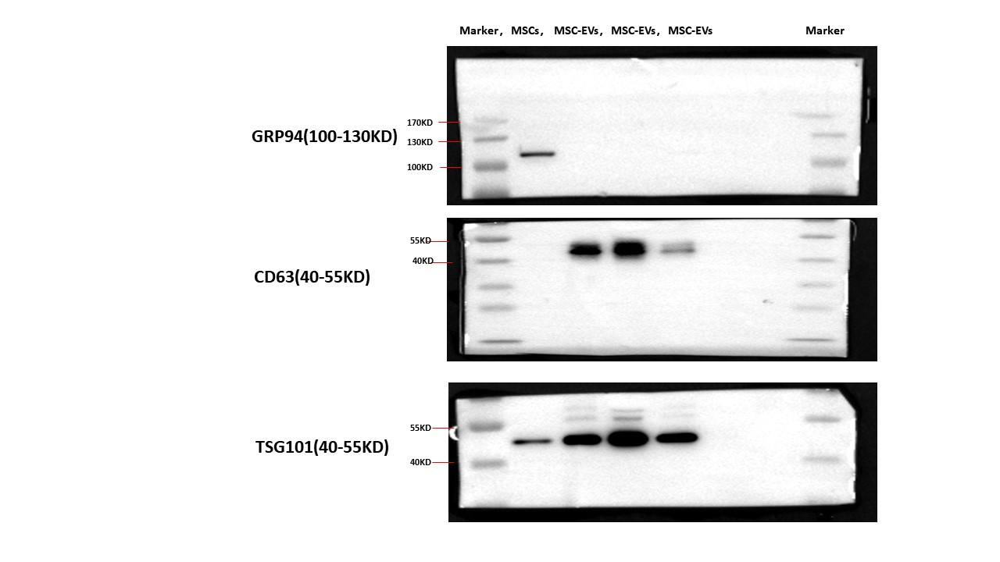 Marker, MSCs, MSC-EVs, MSC-EVs, MSC-EVs Marker
GRP94(100-130KD)
170KD
130KD
100KD
CD63(40-55KD)
55KD
40KD
TSG101(40-55KD)
55KD
40KD